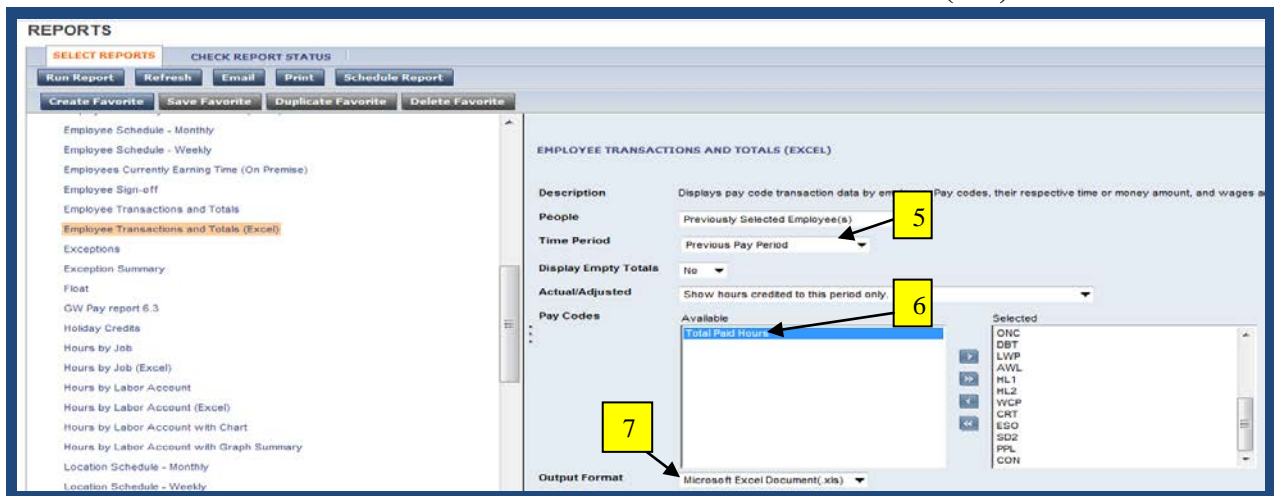 REPORTS
SELECT REPORTS CHECK REPORT STATUS
Run Report Refresh Email Print Schedule Report
Create Favorite Save Favorite Duplicate Favorite Delete Favorite
Employee Schedule - Monthly
Employee Schedule - Weekly
Employees Currently Earning Time (On Premise)
Employee Sign-off
Employee Transactions and Totals
Employee Transactions and Totals (Excel)
Exceptions
Exception Summary
Float
GW Pay report 6.3
Holiday Credits
Hours by Job
Hours by Job (Excel)
Hours by Labor Account
Hours by Labor Account (Excel)
Hours by Labor Account with Chart
Hours by Labor Account with Graph Summary
Location Schedule - Monthly
Location Schedule - Weekly
EMPLOYEE TRANSACTIONS AND TOTALS (EXCEL)
Description Displays pay code transaction data by Pay codes, their respective time or money amount, and wages
People Previously Selected Employee(s)
5
Time Period Previous Pay Period
Display Empty Totals No
Actual/Adjusted Show hours credited to this period only.
6
Pay Codes Available Selected
Total Paid Hours
ONC
DBT
LWP
AWL
HL1
HL2
WCP
CRT
ESO
SD2
PPL
CON
7
Output Format Microsoft Excel Document(.xls)